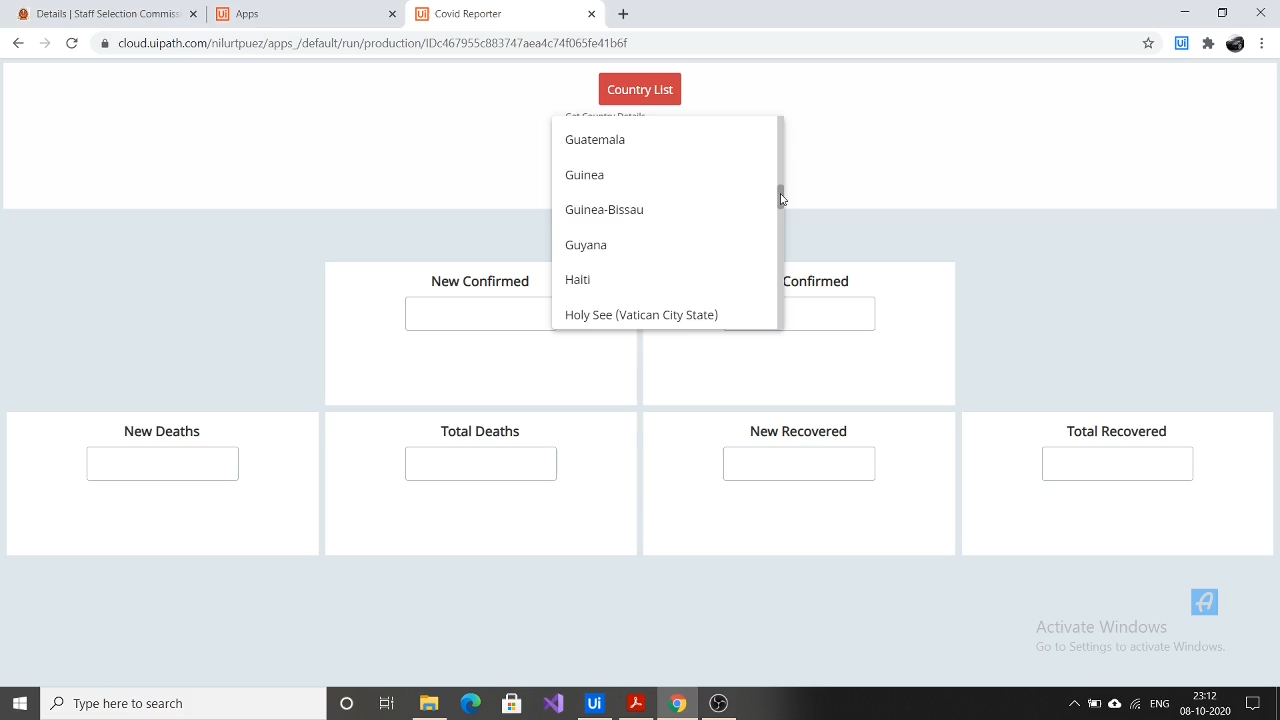 Details | Staff Selection Commiss
Apps
Covid Reporter
cloud.uipath.com/nilurtpuez/apps_/default/run/production/IDc467955c883747aea4c74f065fe41b6f
Country List
Get Country Details
Guatemala
Guinea
Guinea-Bissau
Guyana
Haiti
Holy See (Vatican City State)
New Confirmed
Confirmed
New Deaths
Total Deaths
New Recovered
Total Recovered
Activate Windows
Go to Settings to activate Windows.
Type here to search
ENG
23:12
08-10-2020